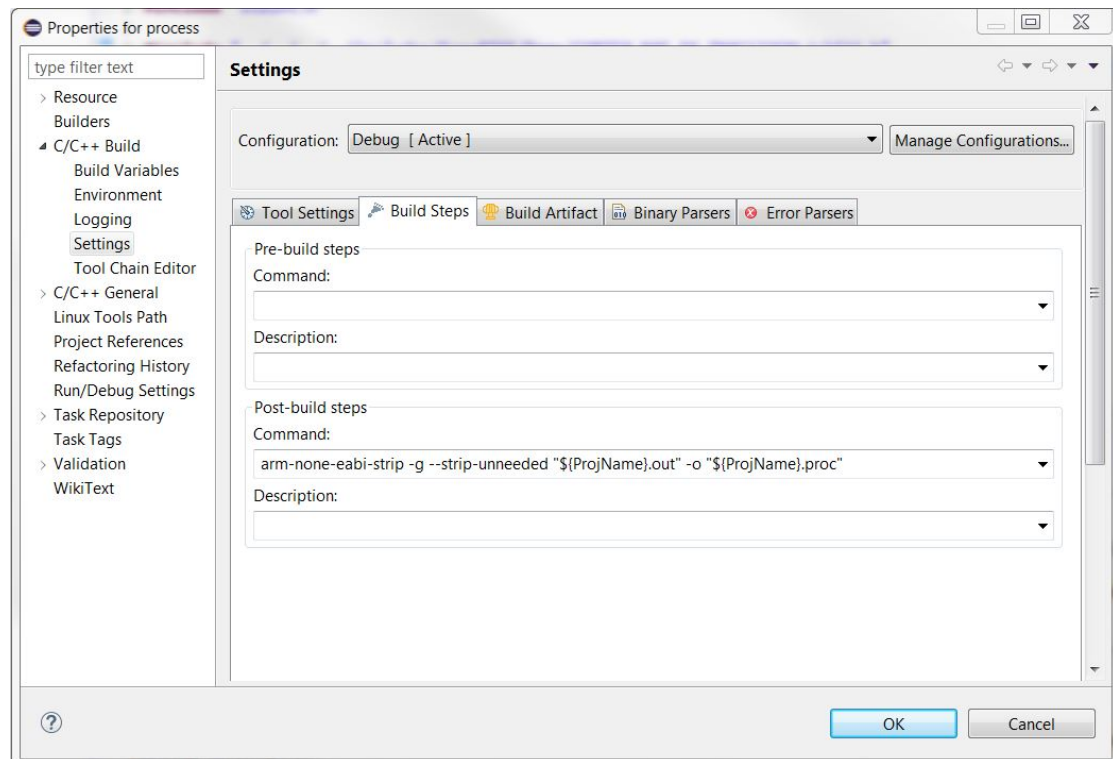 Properties for process
type filter text
Settings
Resource
Builders
C/C++ Build
Build Variables
Environment
Logging
Settings
Tool Chain Editor
C/C++ General
Linux Tools Path
Project References
Refactoring History
Run/Debug Settings
Task Repository
Task Tags
Validation
WikiText
Configuration: Debug [ Active ] Manage Configurations...
Tool Settings Build Steps Build Artifact Binary Parsers Error Parsers
Pre-build steps
Command:
Description:
Post-build steps
Command:
arm-none-eabi-strip -g --strip-unneeded "${ProjName}.out" -o "${ProjName}.proc"
Description:
OK Cancel